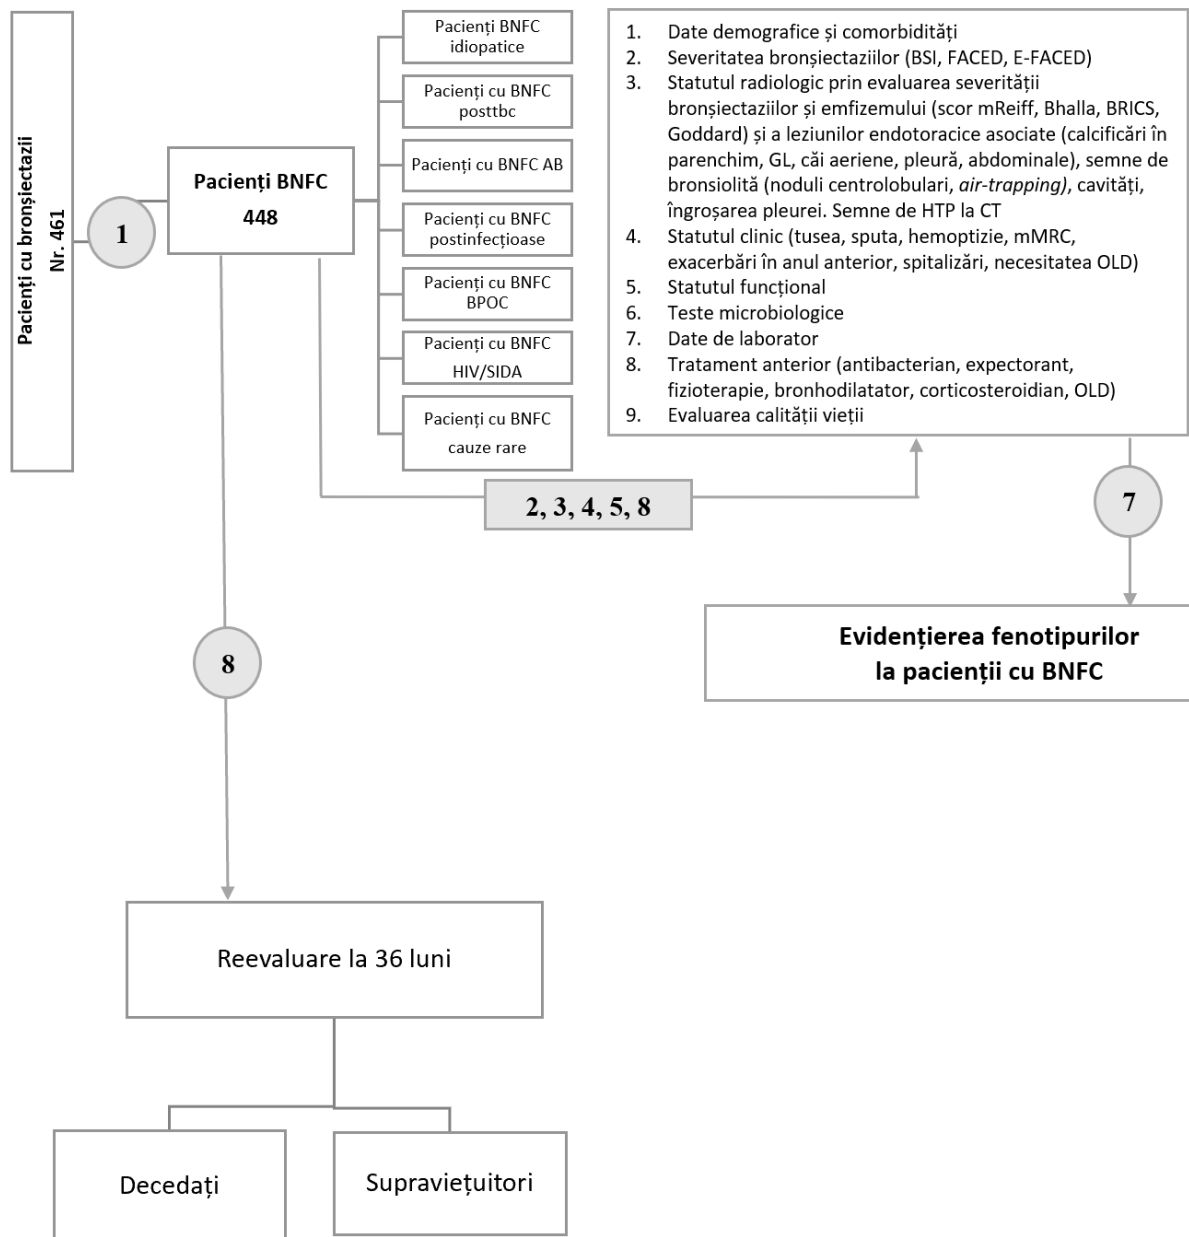 Pacienți cu bronșiectazii
Nr. 461
1
Pacienți BNFC
448
Pacienți BNFC
idiopatice
Pacienți cu BNFC
posttbc
Pacienți cu BNFC AB
Pacienți cu BNFC
postinfecțioase
Pacienți cu BNFC
BPOC
Pacienți cu BNFC
HIV/SIDA
Pacienți cu BNFC
cauze rare
1. Date demografice și comorbidități
2. Severitatea bronșiectaziilor (BSI, FACED, E-FACED)
3. Statutul radiologic prin evaluarea severității
bronșiectaziilor și emfizemului (scor mReiff, Bhalla, BRICS,
Goddard) și a leziunilor endotoracice asociate (calcificări în
parenchim, GL, căi aeriene, pleură, abdominale), semne de
bronsiolită (noduli centrolobulari, air-trapping), cavități,
îngroșarea pleurei. Semne de HTP la CT
4. Statutul clinic (tusea, sputa, hemoptizie, mMRC,
exacerbări în anul anterior, spitalizări, necesitatea OLD)
5. Statutul funcțional
6. Teste microbiologice
7. Date de laborator
8. Tratament anterior (antibacterian, expectorant,
fizioterapie, bronhodilatator, corticosteroidian, OLD)
9. Evaluarea calității vieții
2, 3, 4, 5, 8
7
Evidențierea fenotipurilor
la pacienții cu BNFC
8
Reevaluare la 36 luni
Decedați
Supraviețuitori